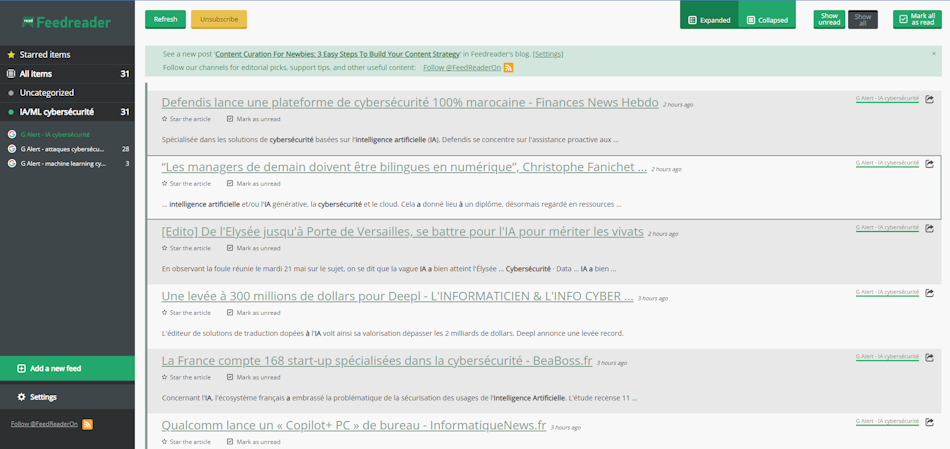 read Feedreader
Starred items
All items 31
Uncategorized
IA/ML cybersécurité 31
G Alert - IA cybersécurité
G Alert - attaques cybersécu... 28
G Alert - machine learning cy... 3
Add a new feed
Settings
Follow @FeedReaderOn
Refresh Unsubscribe Expanded Collapsed Show unread Show all Mark all as read
See a new post 'Content Curation For Newbies: 3 Easy Steps To Build Your Content Strategy' in Feedreader's blog. [Settings] ×
Follow our channels for editorial picks, support tips, and other useful content: Follow @FeedReaderOn
Defendis lance une plateforme de cybersécurité 100% marocaine - Finances News Hebdo 2 hours ago G Alert - IA cybersécurité
Star the article Mark as unread
Spécialisée dans les solutions de cybersécurité basées sur l'intelligence artificielle (IA), Defendis se concentre sur l'assistance proactive aux ...
“Les managers de demain doivent être bilingues en numérique”, Christophe Fanichet ... 2 hours ago G Alert - IA cybersécurité
Star the article Mark as unread
... intelligence artificielle et/ou l'IA générative, la cybersécurité et le cloud. Cela a donné lieu à un diplôme, désormais regardé en ressources ...
[Edito] De l'Elysée jusqu'à Porte de Versailles, se battre pour l'IA pour mériter les vivats 2 hours ago G Alert - IA cybersécurité
Star the article Mark as unread
En observant la foule réunie le mardi 21 mai sur le sujet, on se dit que la vague IA a bien atteint l'Élysée ... Cybersécurité · Data ... IA a bien ...
Une levée à 300 millions de dollars pour Deepl - L'INFORMATICIEN & L'INFO CYBER ... 3 hours ago G Alert - IA cybersécurité
Star the article Mark as unread
L'éditeur de solutions de traduction dopées à l'IA voit ainsi sa valorisation dépasser les 2 milliards de dollars. Deepl annonce une levée record.
La France compte 168 start-up spécialisées dans la cybersécurité - BeaBoss.fr 3 hours ago G Alert - IA cybersécurité
Star the article Mark as unread
Concernant l'IA, l'écosystème français a embrassé la problématique de la sécurisation des usages de l'Intelligence Artificielle. L'étude recense 11 ...
Qualcomm lance un « Copilot+ PC » de bureau - InformatiqueNews.fr 3 hours ago G Alert - IA cybersécurité
Star the article Mark as unread